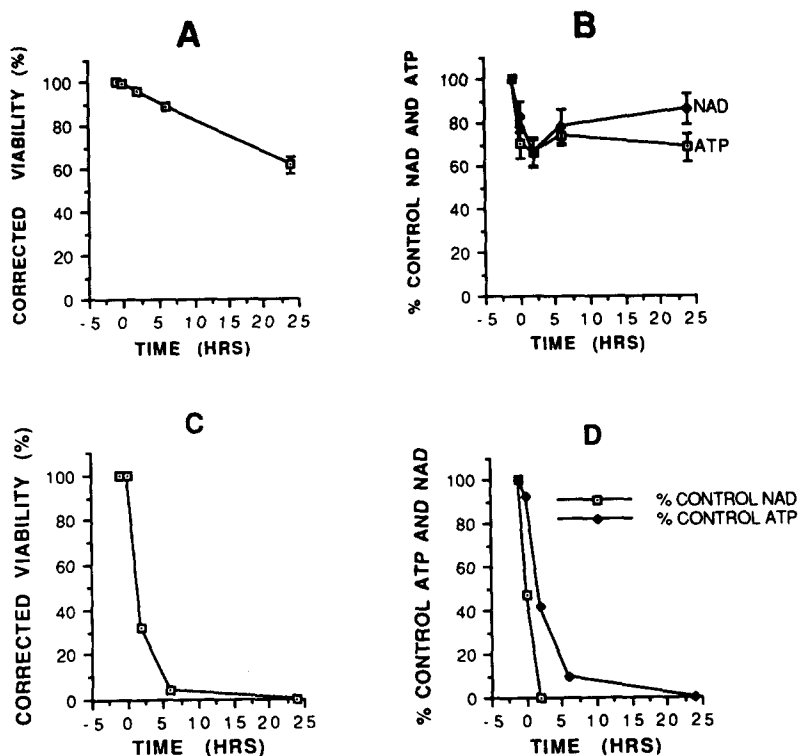 A
CORRECTED VIABILITY (%)
100
80
60
40
20
0
-5 0 5 10 15 20 25
TIME (HRS)
B
% CONTROL NAD AND ATP
100
80
60
40
20
0
NAD
ATP
-5 0 5 10 15 20 25
TIME (HRS)
C
CORRECTED VIABILITY (%)
100
80
60
40
20
0
-5 0 5 10 15 20 25
TIME (HRS)
D
% CONTROL ATP AND NAD
100
80
60
40
20
0
% CONTROL NAD
% CONTROL ATP
-5 0 5 10 15 20 25
TIME (HRS)